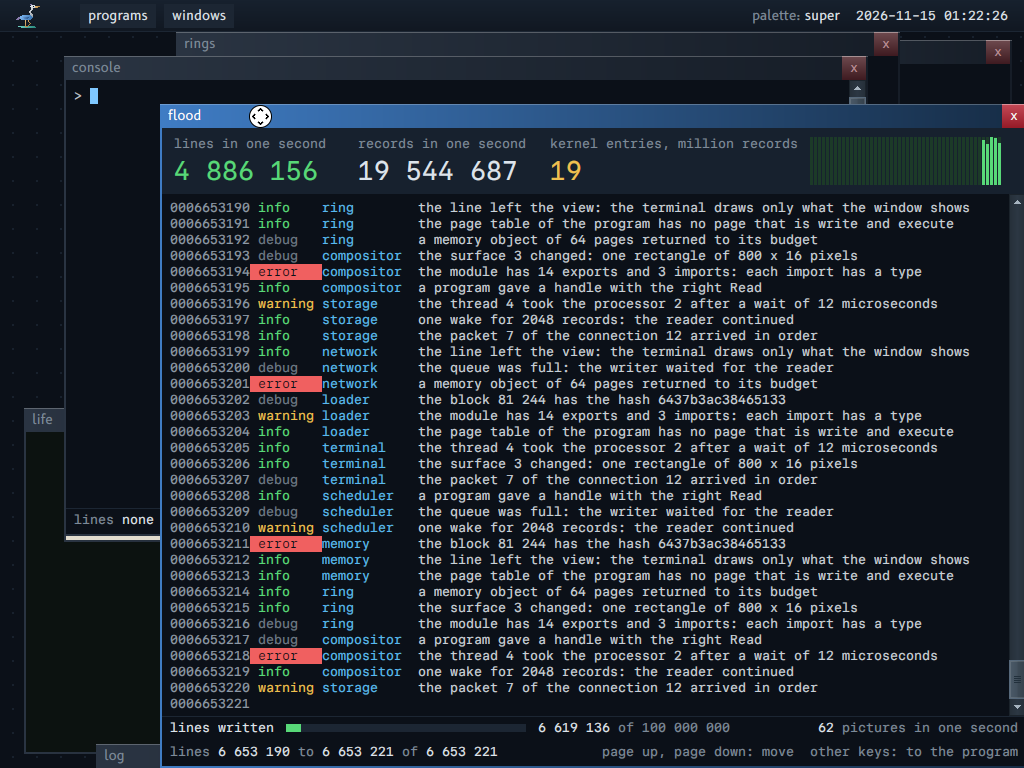 programs windows palette: super 2026-11-15 01:22:26
rings x
x
console x
>
flood x
lines in one second records in one second kernel entries, million records
4 886 156 19 544 687 19
0006653190 info ring the line left the view: the terminal draws only what the window shows
0006653191 info ring the page table of the program has no page that is write and execute
0006653192 debug ring a memory object of 64 pages returned to its budget
0006653193 debug compositor the surface 3 changed: one rectangle of 800 x 16 pixels
0006653194 error compositor the module has 14 exports and 3 imports: each import has a type
0006653195 info compositor a program gave a handle with the right Read
0006653196 warning storage the thread 4 took the processor 2 after a wait of 12 microseconds
0006653197 info storage one wake for 2048 records: the reader continued
0006653198 info storage the packet 7 of the connection 12 arrived in order
0006653199 info network the line left the view: the terminal draws only what the window shows
0006653200 debug network the queue was full: the writer waited for the reader
0006653201 error network a memory object of 64 pages returned to its budget
0006653202 debug loader the block 81 244 has the hash 6437b3ac38465133
0006653203 warning loader the module has 14 exports and 3 imports: each import has a type
0006653204 info loader the page table of the program has no page that is write and execute
0006653205 info terminal the thread 4 took the processor 2 after a wait of 12 microseconds
0006653206 info terminal the surface 3 changed: one rectangle of 800 x 16 pixels
0006653207 debug terminal the packet 7 of the connection 12 arrived in order
0006653208 info scheduler a program gave a handle with the right Read
0006653209 debug scheduler the queue was full: the writer waited for the reader
0006653210 warning scheduler one wake for 2048 records: the reader continued
0006653211 error memory the block 81 244 has the hash 6437b3ac38465133
0006653212 info memory the line left the view: the terminal draws only what the window shows
0006653213 info memory the page table of the program has no page that is write and execute
0006653214 info ring a memory object of 64 pages returned to its budget
0006653215 info ring the surface 3 changed: one rectangle of 800 x 16 pixels
0006653216 debug ring the module has 14 exports and 3 imports: each import has a type
0006653217 debug compositor a program gave a handle with the right Read
0006653218 error compositor the thread 4 took the processor 2 after a wait of 12 microseconds
0006653219 info compositor one wake for 2048 records: the reader continued
0006653220 warning storage the packet 7 of the connection 12 arrived in order
0006653221
lines written 6 619 136 of 100 000 000 62 pictures in one second
lines 6 653 190 to 6 653 221 of 6 653 221 page up, page down: move other keys: to the program
life
lines none
log